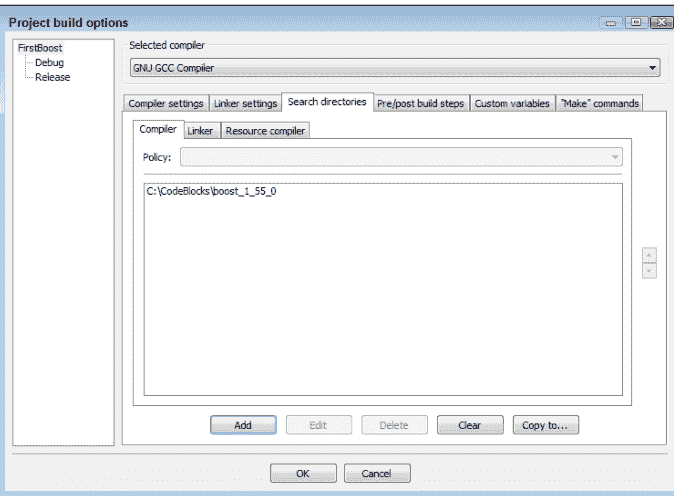 Project build options
FirstBoost
Debug
Release
Selected compiler
GNU GCC Compiler
Compiler settings Linker settings Search directories Pre/post build steps Custom variables "Make" commands
Compiler Linker Resource compiler
Policy:
C:\CodeBlocks\boost_1_55_0
Add Edit Delete Clear Copy to...
OK Cancel